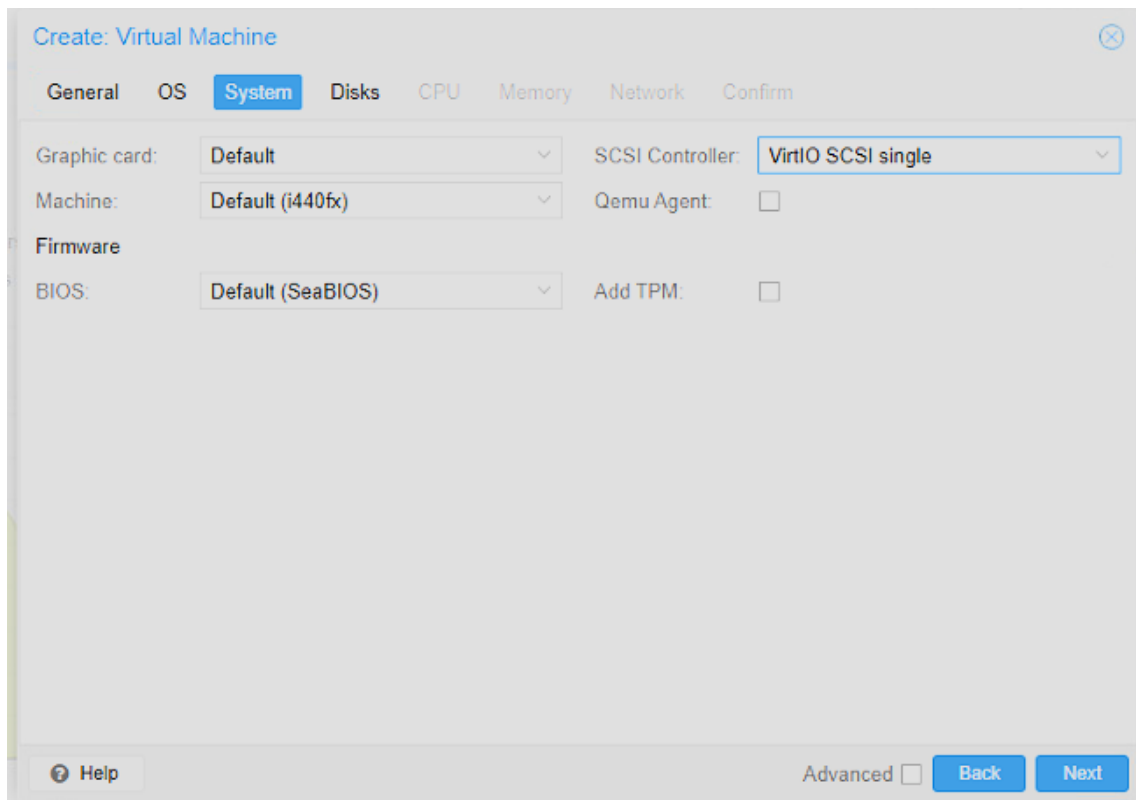 Create: Virtual Machine
General OS System Disks CPU Memory Network Confirm
Graphic card: Default SCSI Controller: VirtIO SCSI single
Machine: Default (i440fx) Qemu Agent:
Firmware
BIOS: Default (SeaBIOS) Add TPM:
Help Advanced Back Next